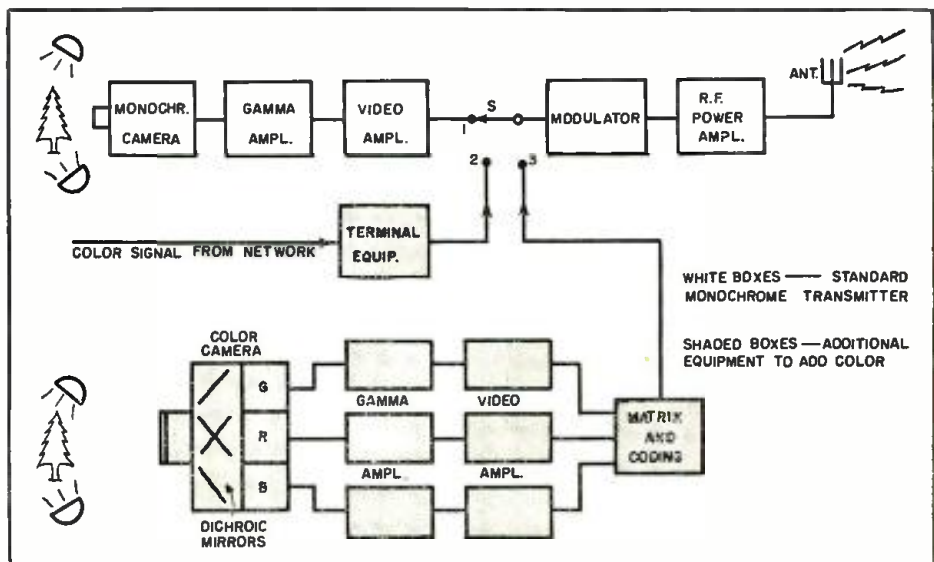 ANT.
MONOCHR.
CAMERA
GAMMA
AMPL.
VIDEO
AMPL.
1
S
MODULATOR
R.F.
POWER
AMPL.
2
3
COLOR SIGNAL FROM NETWORK
TERMINAL
EQUIP.
WHITE BOXES — STANDARD
MONOCHROME TRANSMITTER
SHADED BOXES — ADDITIONAL
EQUIPMENT TO ADD COLOR
COLOR
CAMERA
G
R
B
GAMMA
AMPL
VIDEO
AMPL.
MATRIX
AND
CODING
DICHROIC
MIRRORS